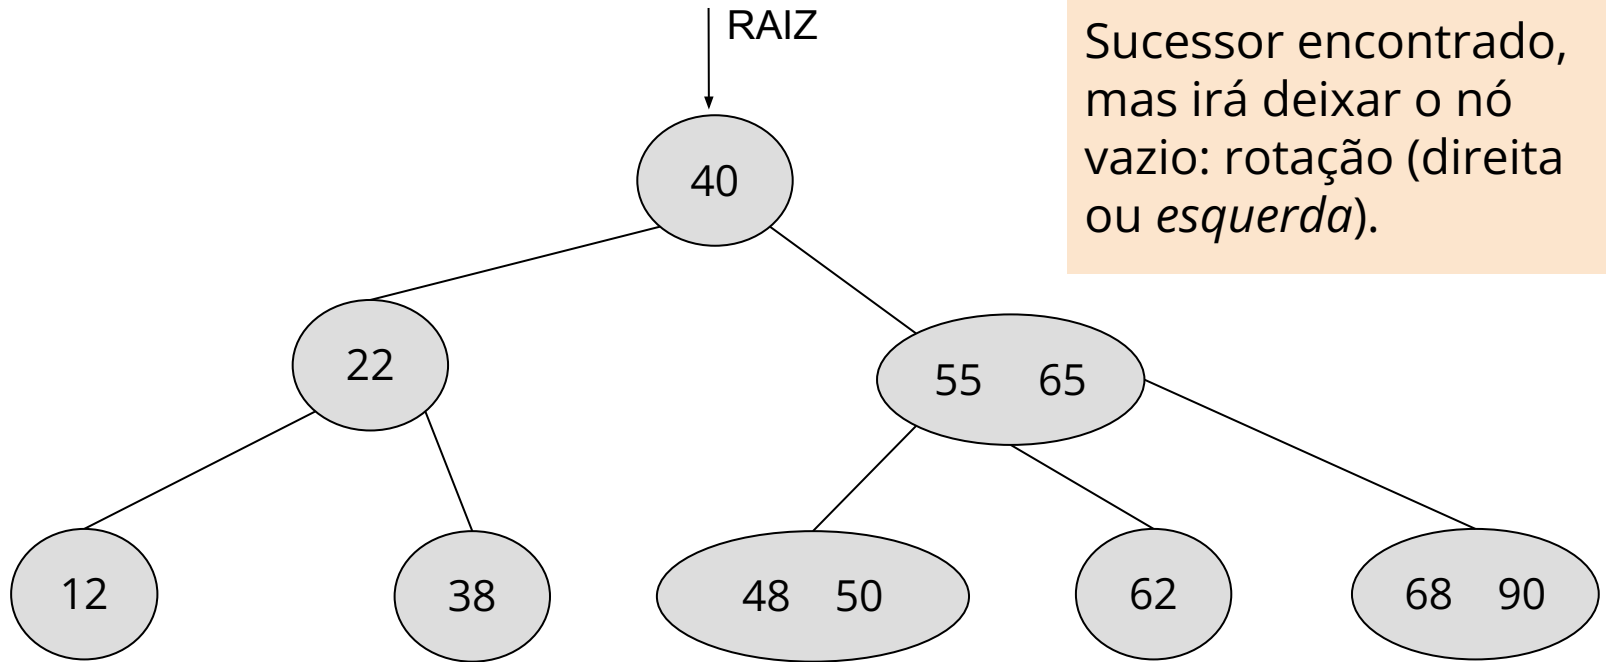 RAIZ
Sucessor encontrado,
mas irá deixar o nó
vazio: rotação (direita
ou esquerda).
40
22
55 65
12
38
48 50
62
68 90